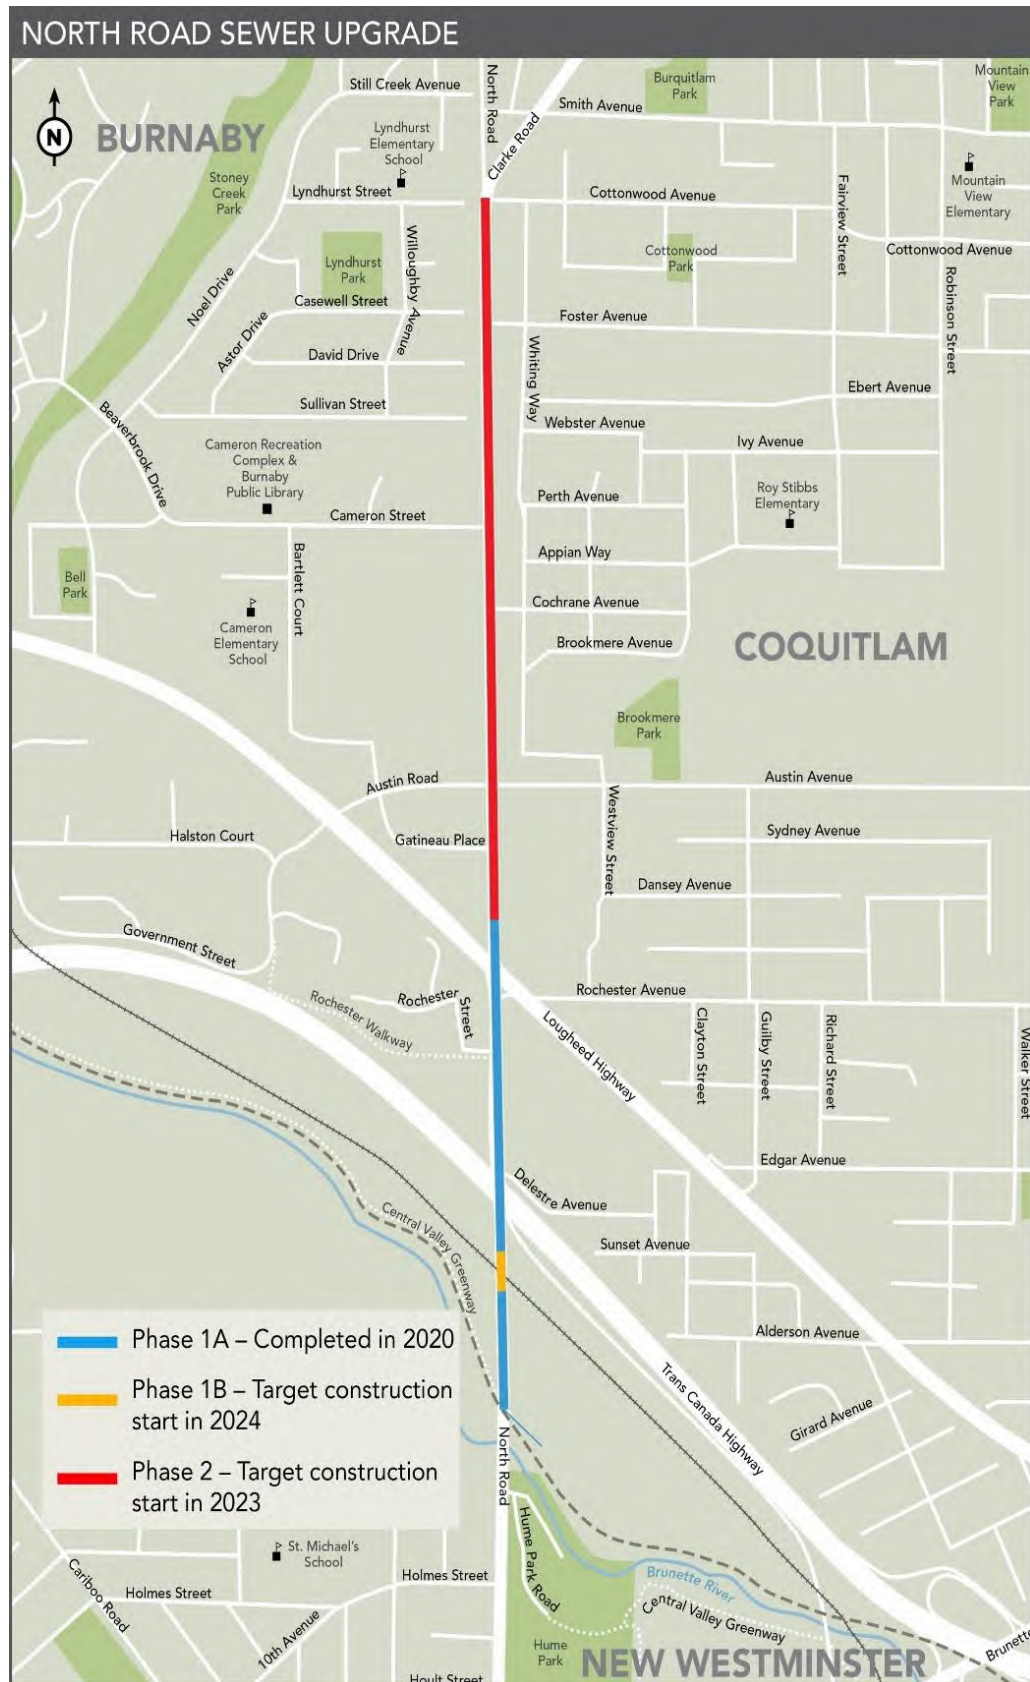 NORTH ROAD SEWER UPGRADE
N
BURNABY
Still Creek Avenue
North Road
Clarke Road
Burquitlam
Park
Smith Avenue
Mountain
View
Park
Lyndhurst
Elementary
School
Stoney
Creek
Park
Lyndhurst Street
Cottonwood Avenue
Fairview Street
Mountain
View
Elementary
Willoughby Avenue
Lyndhurst
Park
Cottonwood
Park
Cottonwood Avenue
Noel Drive
Casewell Street
Robinson Street
Astor Drive
Foster Avenue
David Drive
Whiting Way
Ebert Avenue
Sullivan Street
Beaverbrook Drive
Webster Avenue
Ivy Avenue
Cameron Recreation
Complex &
Burnaby
Public Library
Perth Avenue
Roy Stibbs
Elementary
Cameron Street
Appian Way
Bartlett Court
Bell
Park
Cochrane Avenue
Cameron
Elementary
School
Brookmere Avenue
COQUITLAM
Brookmere
Park
Austin Road
Austin Avenue
Westview Street
Halston Court
Gatineau Place
Sydney Avenue
Dansey Avenue
Government Street
Rochester Walkway
Rochester
Street
Rochester Avenue
Lougheed Highway
Clayton Street
Guilby Street
Richard Street
Walker Street
Edgar Avenue
Delestre Avenue
Central Valley Greenway
Sunset Avenue
Alderson Avenue
Phase 1A – Completed in 2020
Phase 1B – Target construction
start in 2024
Phase 2 – Target construction
start in 2023
Trans Canada Highway
Girard Avenue
North Road
Hume Park Road
St. Michael's
School
Cariboo Road
Holmes Street
Holmes Street
10th Avenue
Brunette River
Central Valley Greenway
Hume
Park
NEW WESTMINSTER
Brunette
Hoult Street